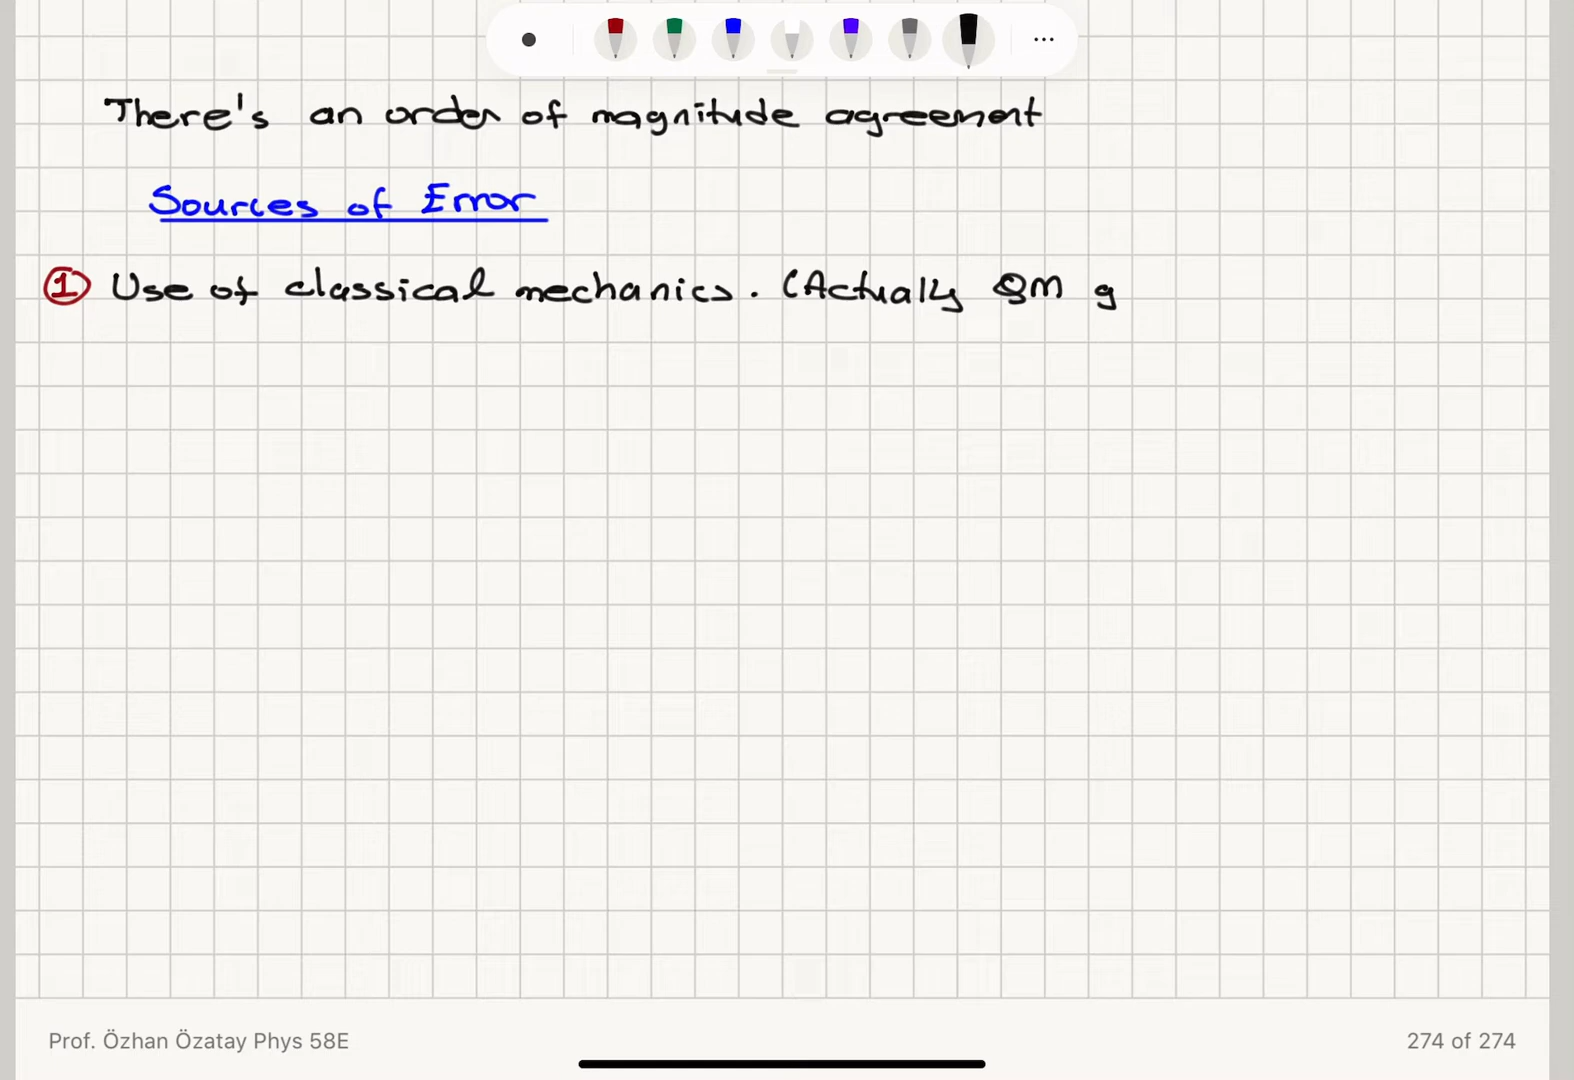 There's an order of magnitude agreement
Sources of Error
① Use of classical mechanics. (Actually QM g
Prof. Özhan Özatay Phys 58E
274 of 274